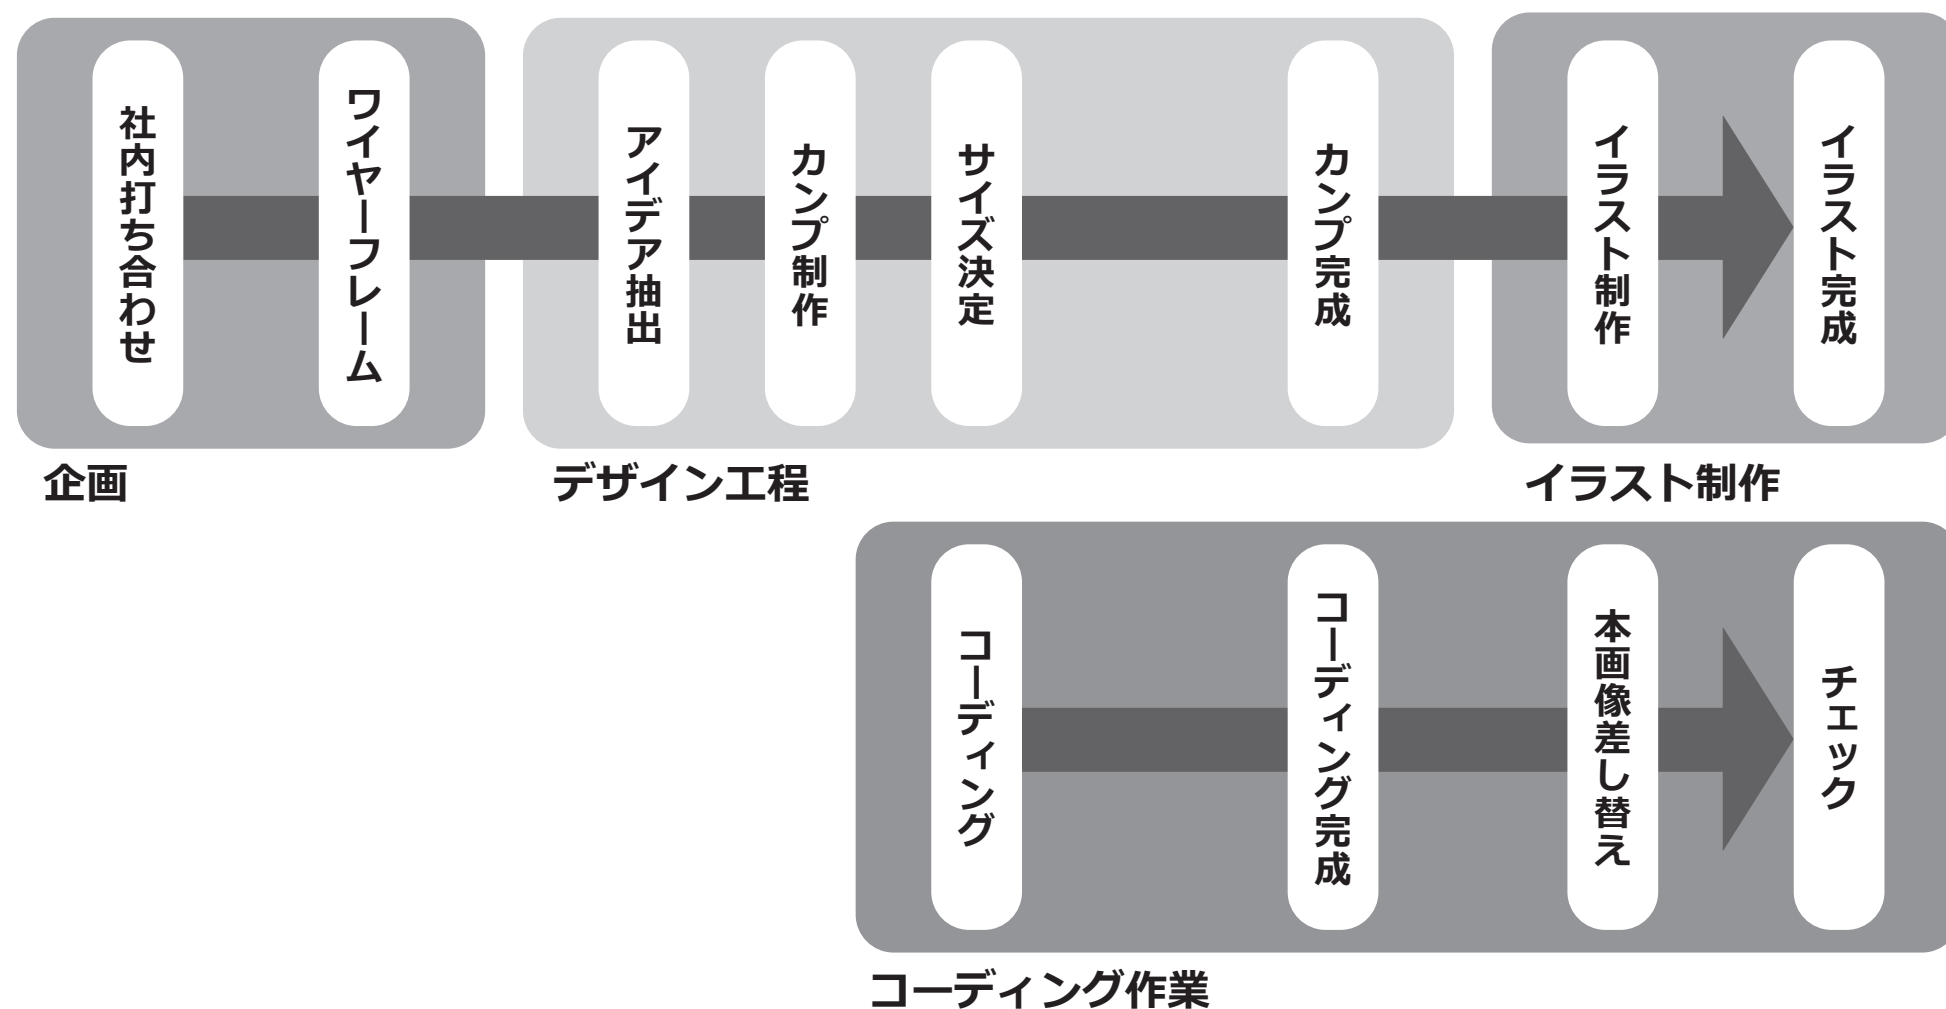 社内打ち合わせ
ワイヤーフレーム
アイデア抽出
カンプ制作
サイズ決定
カンプ完成
イラスト制作
イラスト完成
企画
デザイン工程
イラスト制作
コーディング
コーディング完成
本画像差し替え
チェック
コーディング作業